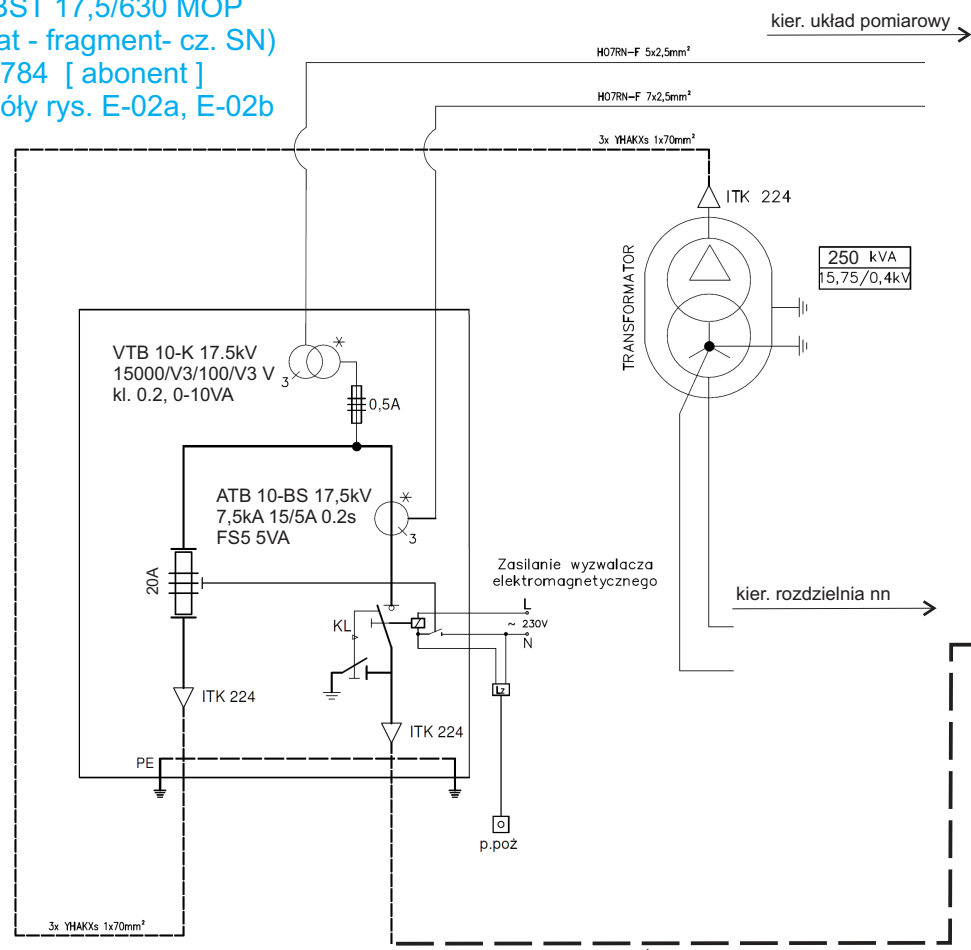 BST 17,5/630 MOP
at - fragment- cz. SN)
784 [ abonent ]
óły rys. E-02a, E-02b
kier. układ pomiarowy
H07RN-F 5x2,5mm²
H07RN-F 7x2,5mm²
3x YHAKXs 1x70mm²
ITK 224
TRANSFORMATOR
250 kVA
15,75/0,4kV
VTB 10-K 17.5kV
15000/V3/100/V3 V
kl. 0.2, 0-10VA
3
*
0,5A
ATB 10-BS 17,5kV
7,5kA 15/5A 0.2s
FS5 5VA
*
3
20A
Zasilanie wyzwalacza
elektromagnetycznego
kier. rozdzielnia nn
L
~ 230V
N
KL
Lz
ITK 224
ITK 224
PE
p.poż
3x YHAKXs 1x70mm²